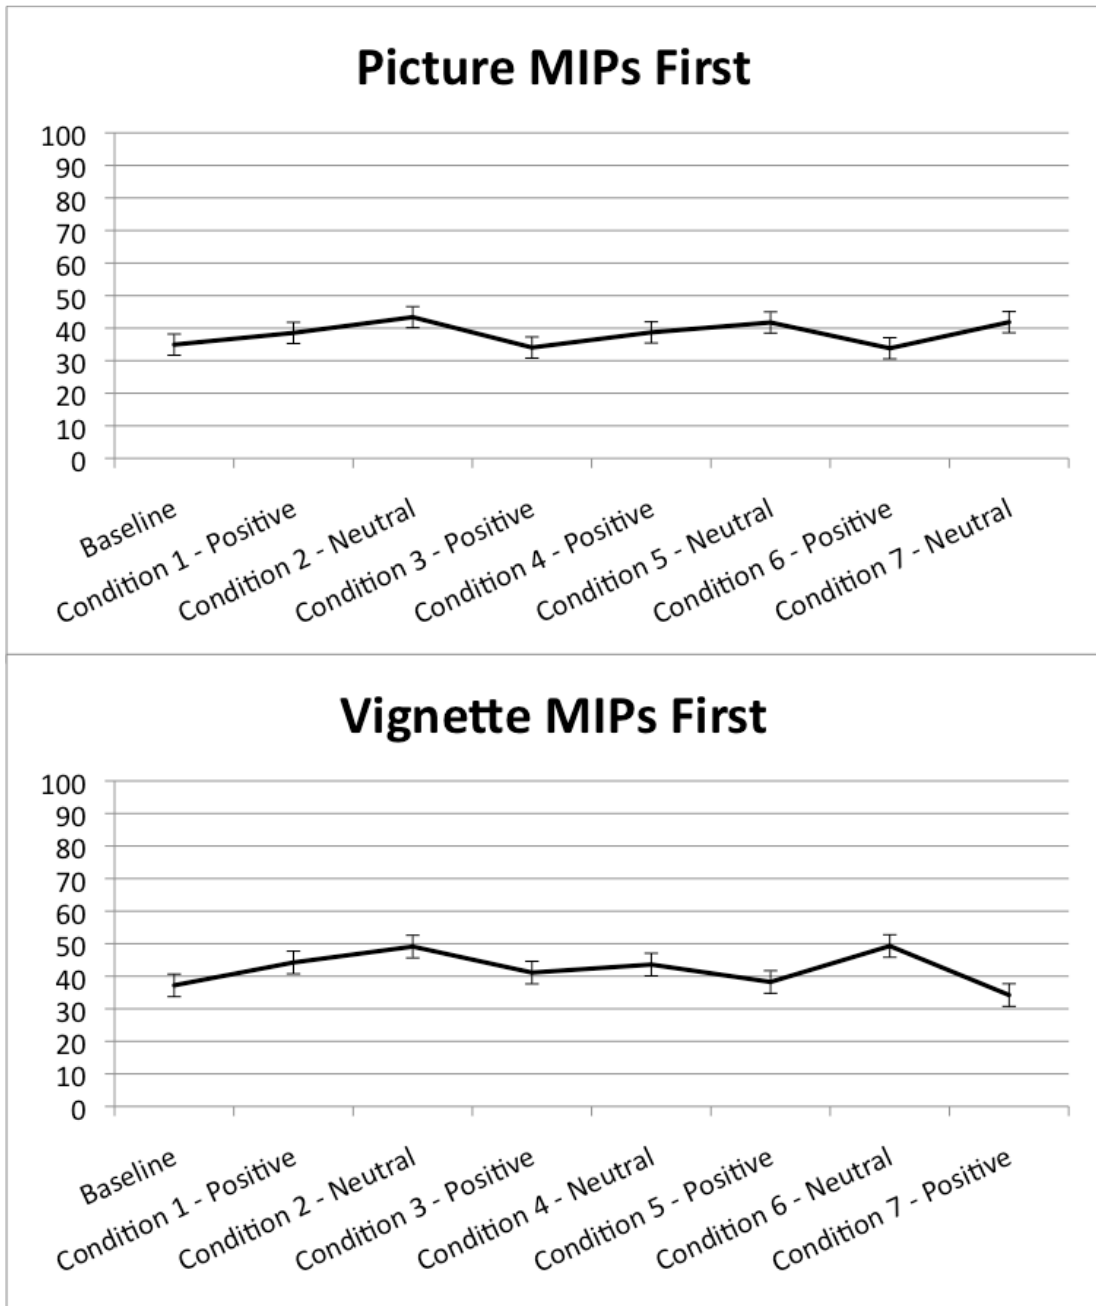 Picture MIPs First
100
90
80
70
60
50
40
30
20
10
0
Baseline
Condition 1 - Positive
Condition 2 - Neutral
Condition 3 - Positive
Condition 4 - Positive
Condition 5 - Neutral
Condition 6 - Positive
Condition 7 - Neutral
Vignette MIPs First
100
90
80
70
60
50
40
30
20
10
0
Baseline
Condition 1 - Positive
Condition 2 - Neutral
Condition 3 - Positive
Condition 4 - Neutral
Condition 5 - Positive
Condition 6 - Neutral
Condition 7 - Positive